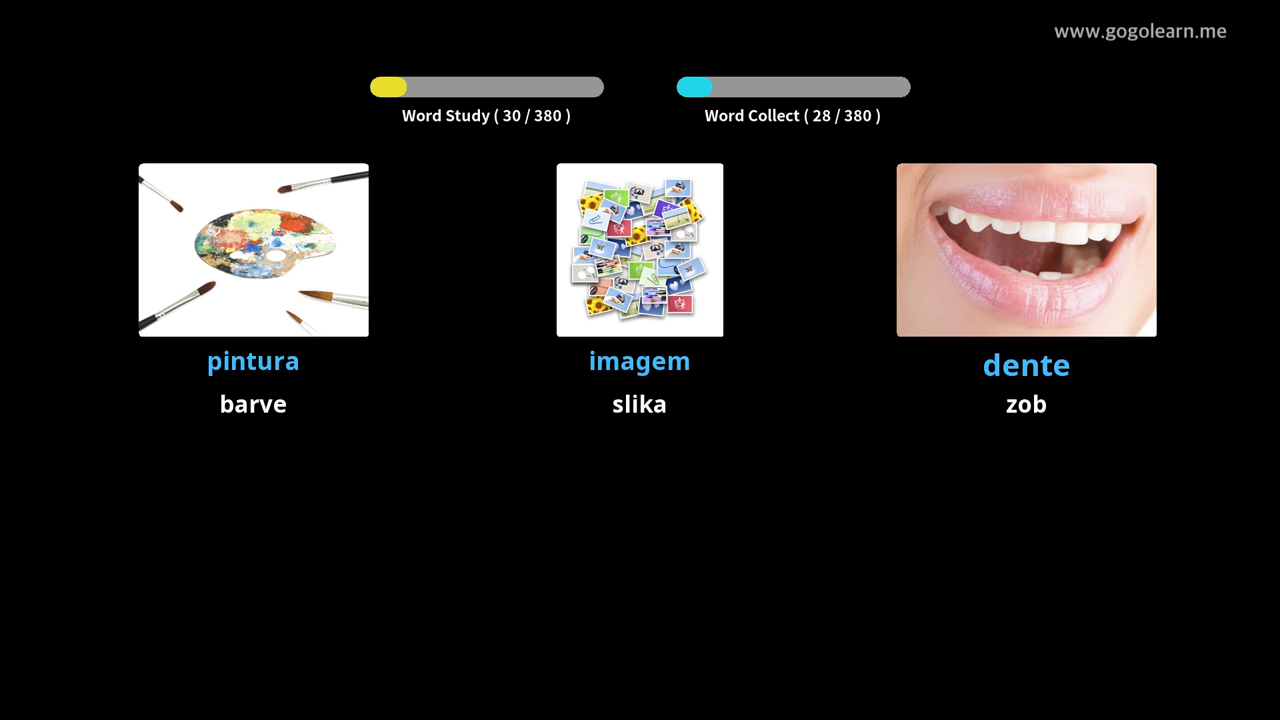 www.gogolearn.me
Word Study ( 30 / 380 )
Word Collect ( 28 / 380 )
pintura
imagem
dente
barve
slika
zob